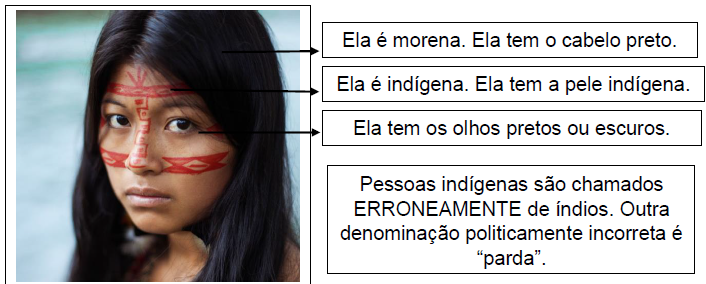 Ela é morena. Ela tem o cabelo preto.
Ela é indígena. Ela tem a pele indígena.
Ela tem os olhos pretos ou escuros.
Pessoas indígenas são chamados
ERRONEAMENTE de índios. Outra
denominação politicamente incorreta é
“parda”.